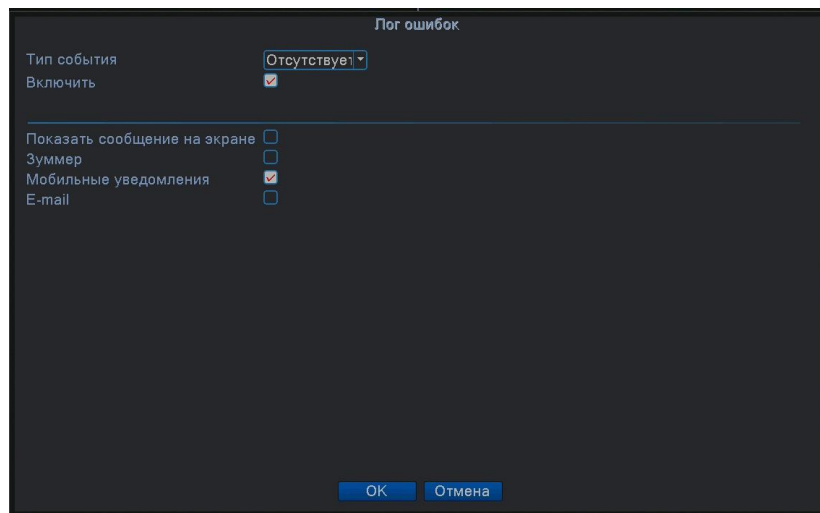 Лог ошибок
Тип события Отсутствует
Включить
Показать сообщение на экране
Зуммер
Мобильные уведомления
E-mail
OK Отмена